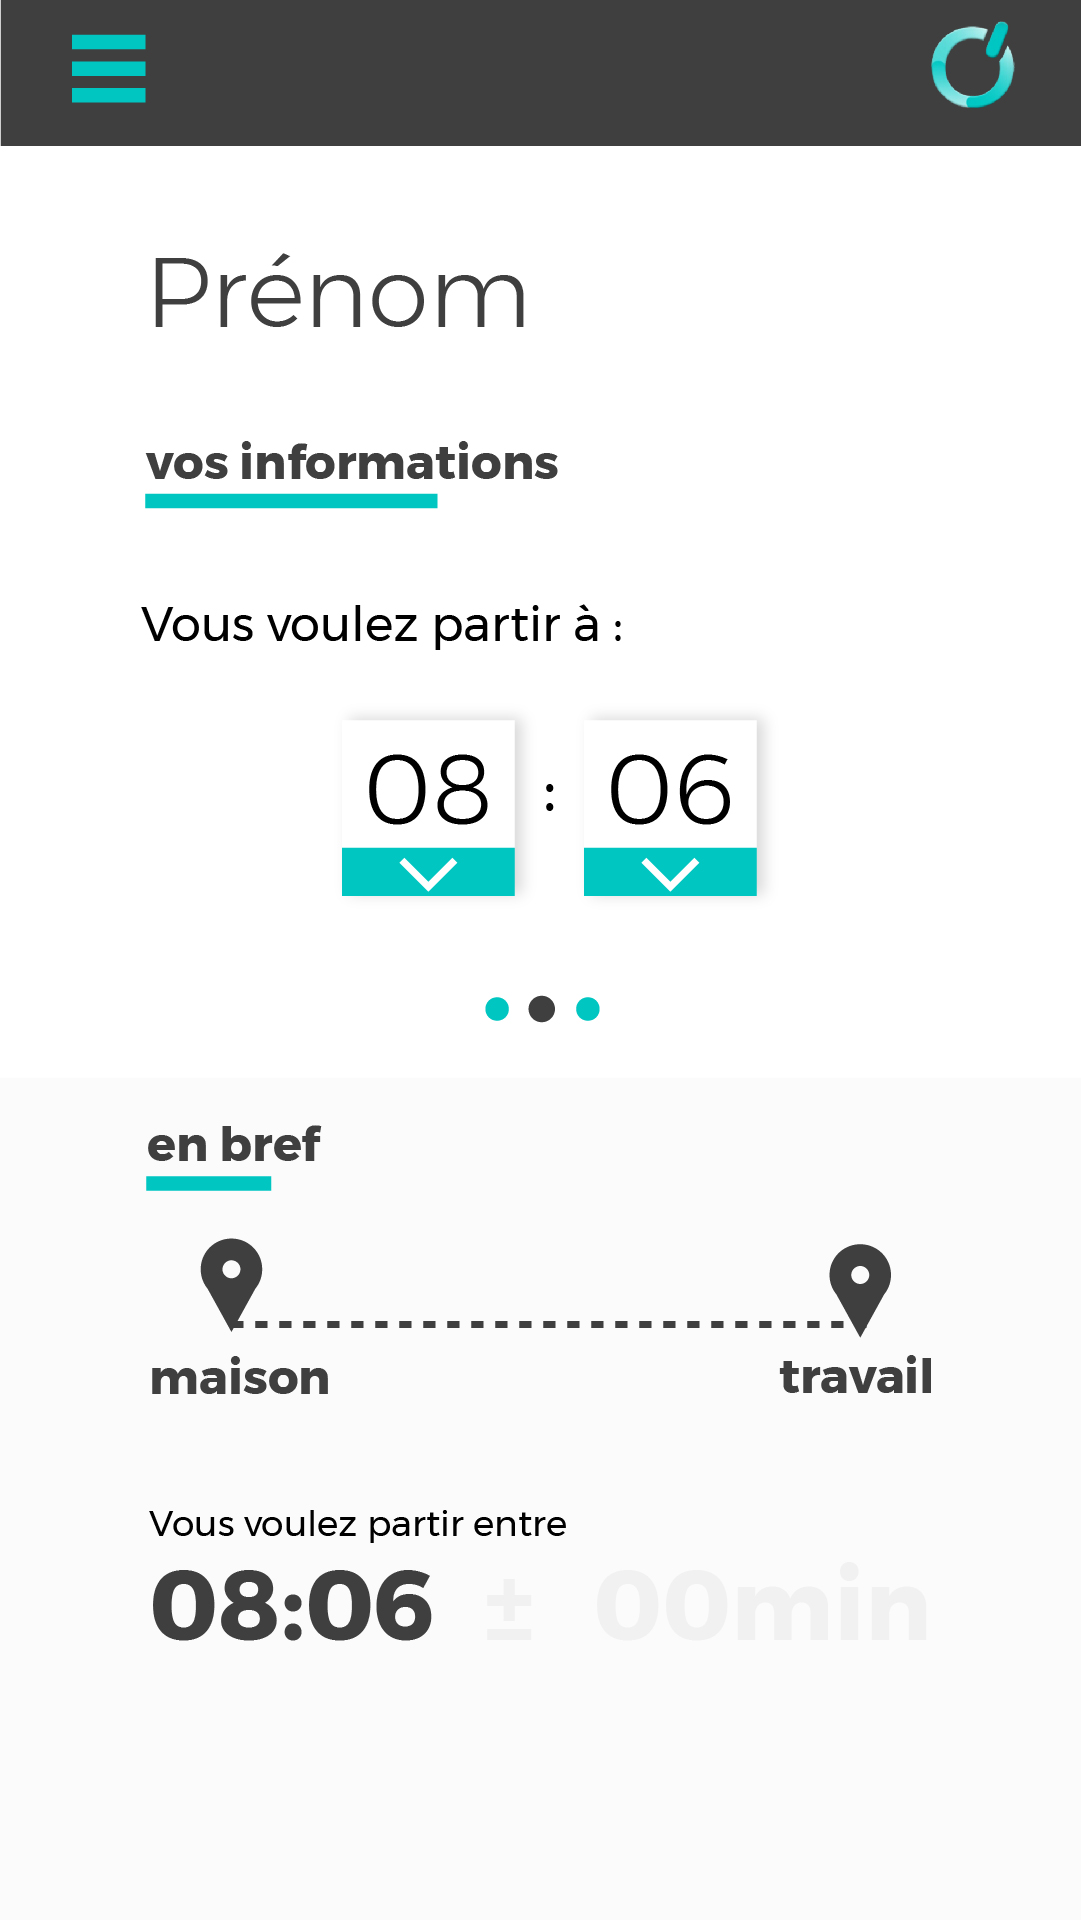 Prénom
vos informations
Vous voulez partir à :
08 : 06
en bref
maison travail
Vous voulez partir entre
08:06 ± 00min